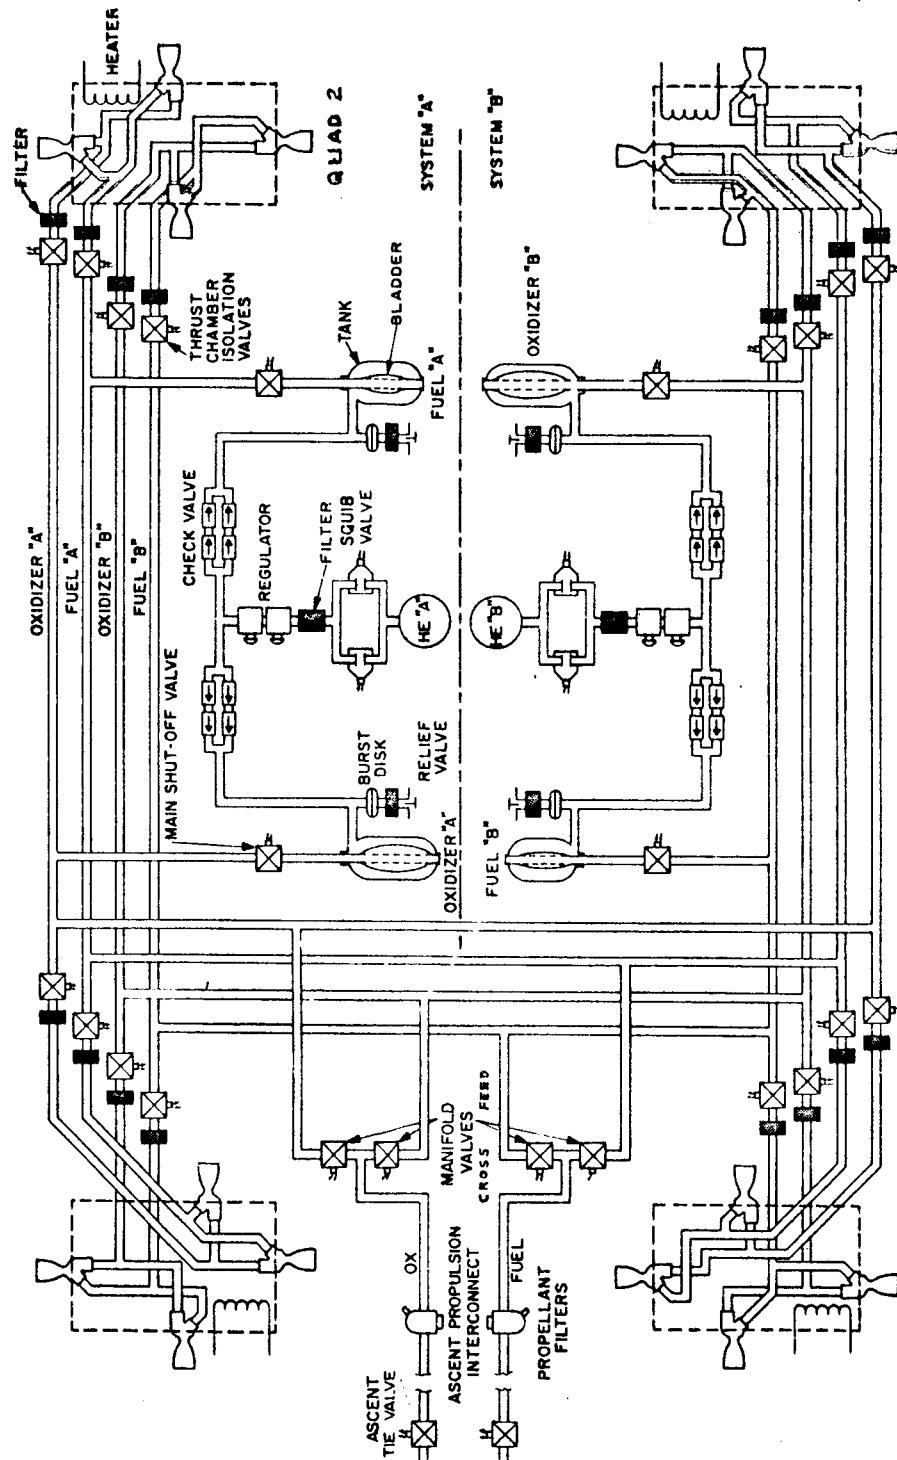 HEATER
FILTER
QUAD 2
SYSTEM "A"
SYSTEM "B"
THRUST
CHAMBER
ISOLATION
VALVES
TANK
BLADDER
FUEL "A"
OXIDIZER "B"
OXIDIZER "A"
FUEL "A"
OXIDIZER "B"
FUEL "B"
CHECK VALVE
REGULATOR
FILTER
SQUIB
VALVE
HE "A"
HE "B"
MAIN SHUT-OFF VALVE
BURST
DISK
RELIEF
VALVE
OXIDIZER "A"
FUEL "B"
MANIFOLD
VALVES
CROSS FEED
OX
FUEL
ASCENT PROPULSION
INTERCONNECT
PROPELLANT
FILTERS
ASCENT
TIE VALVE